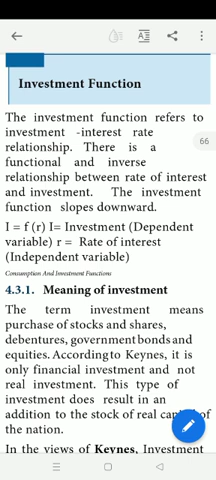 Investment Function
The investment function refers to
investment -interest rate
relationship. There is a
functional and inverse
relationship between rate of interest
and investment. The investment
function slopes downward.
66
I = f (r) I= Investment (Dependent
variable) r = Rate of interest
(Independent variable)
Consumption And Investment Functions
4.3.1. Meaning of investment
The term investment means
purchase of stocks and shares,
debentures, government bonds and
equities. According to Keynes, it is
only financial investment and not
real investment. This type of
investment does result in an
addition to the stock of real capital of
the nation.
In the views of Keynes, Investment